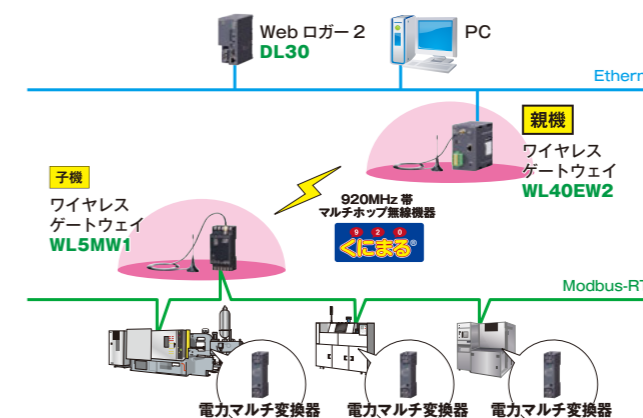 Web ロガー 2
DL30
PC
Ethern
親機
ワイヤレス
ゲートウェイ
WL40EW2
子機
ワイヤレス
ゲートウェイ
WL5MW1
920MHz 帯
マルチホップ無線機器
9 2 0
くにまる®
Modbus-RT
電力マルチ変換器
電力マルチ変換器
電力マルチ変換器